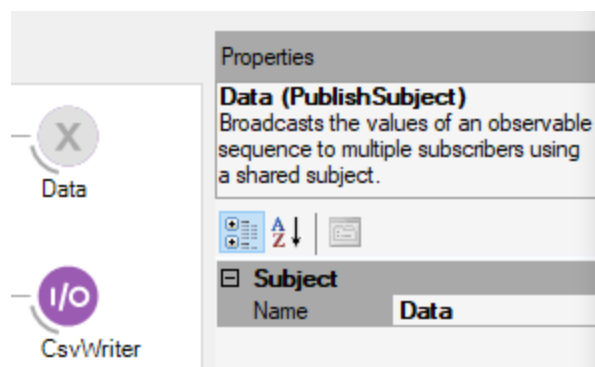 Properties
Data (PublishSubject)
Broadcasts the values of an observable
sequence to multiple subscribers using
a shared subject.
X
Data
A
Z
Subject
Name Data
I/O
CsvWriter